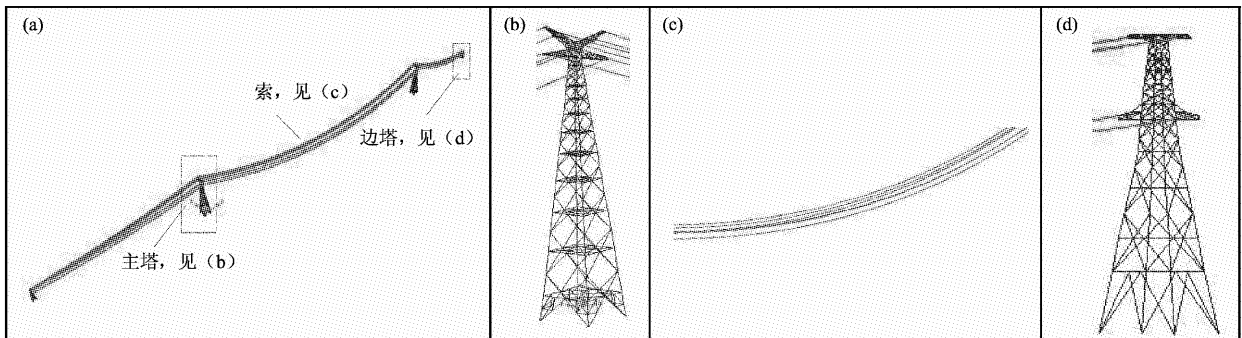 (a)
索，见（c）
边塔，见（d）
主塔，见（b）
(b)
(c)
(d)